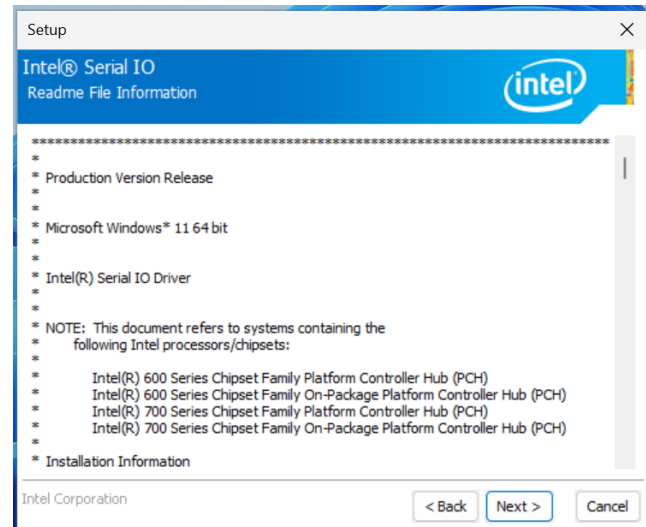 Setup
Intel® Serial IO
Readme File Information
intel
***************************************************************************
*
* Production Version Release
*
*
* Microsoft Windows* 11 64 bit
*
*
* Intel(R) Serial IO Driver
*
*
* NOTE: This document refers to systems containing the
* following Intel processors/chipsets:
*
* Intel(R) 600 Series Chipset Family Platform Controller Hub (PCH)
* Intel(R) 600 Series Chipset Family On-Package Platform Controller Hub (PCH)
* Intel(R) 700 Series Chipset Family Platform Controller Hub (PCH)
* Intel(R) 700 Series Chipset Family On-Package Platform Controller Hub (PCH)
*
* Installation Information
Intel Corporation
< Back Next > Cancel